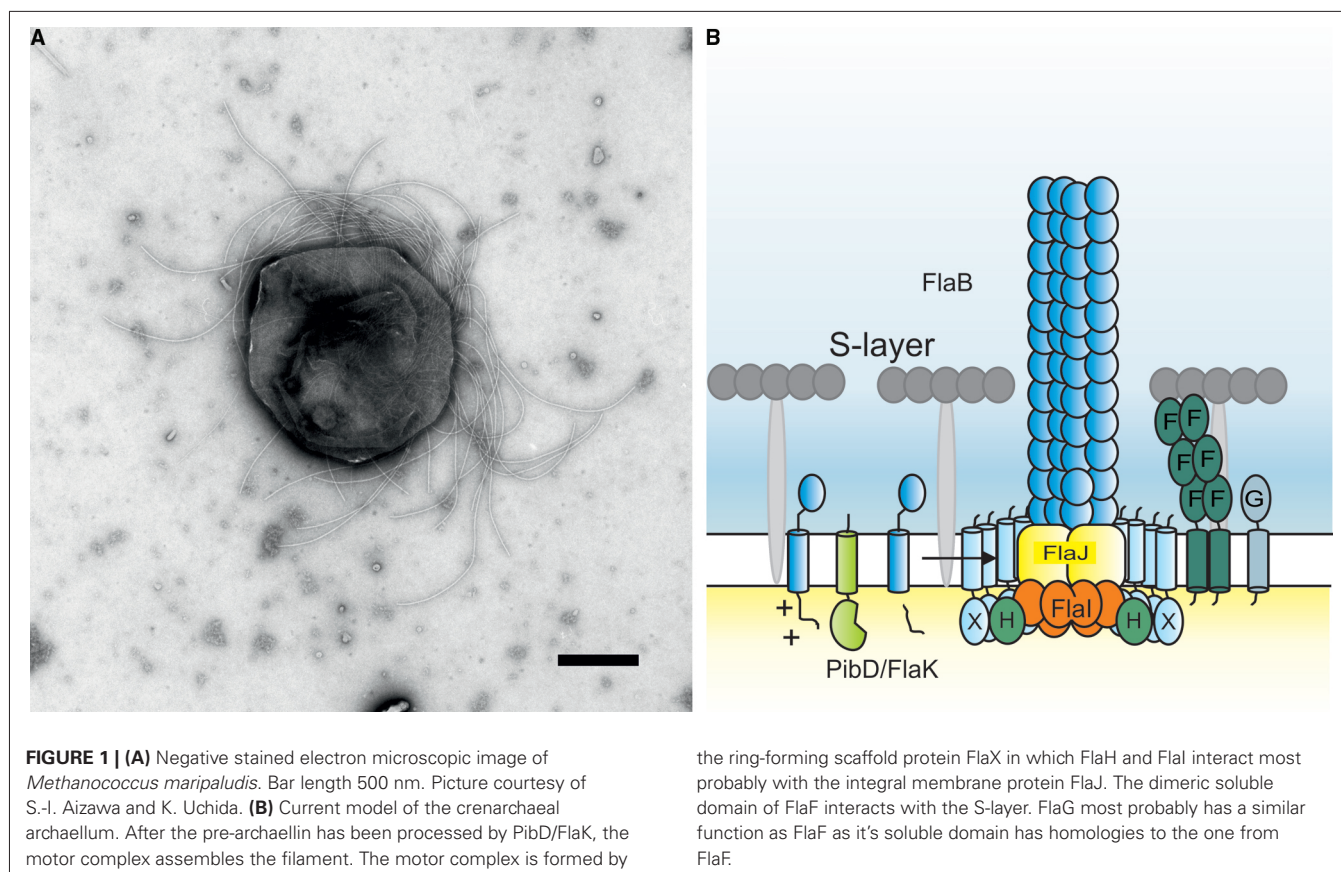 A
B
FlaB
S-layer
F F
F F
F F
G
FlaJ
FlaI
X H
H X
+
+
PibD/FlaK
FIGURE 1 | (A) Negative stained electron microscopic image of
Methanococcus maripaludis. Bar length 500 nm. Picture courtesy of
S.-I. Aizawa and K. Uchida. (B) Current model of the crenarchaeal
archaellum. After the pre-archaellin has been processed by PibD/FlaK, the
motor complex assembles the filament. The motor complex is formed by
the ring-forming scaffold protein FlaX in which FlaH and FlaI interact most
probably with the integral membrane protein FlaJ. The dimeric soluble
domain of FlaF interacts with the S-layer. FlaG most probably has a similar
function as FlaF as it's soluble domain has homologies to the one from
FlaF.